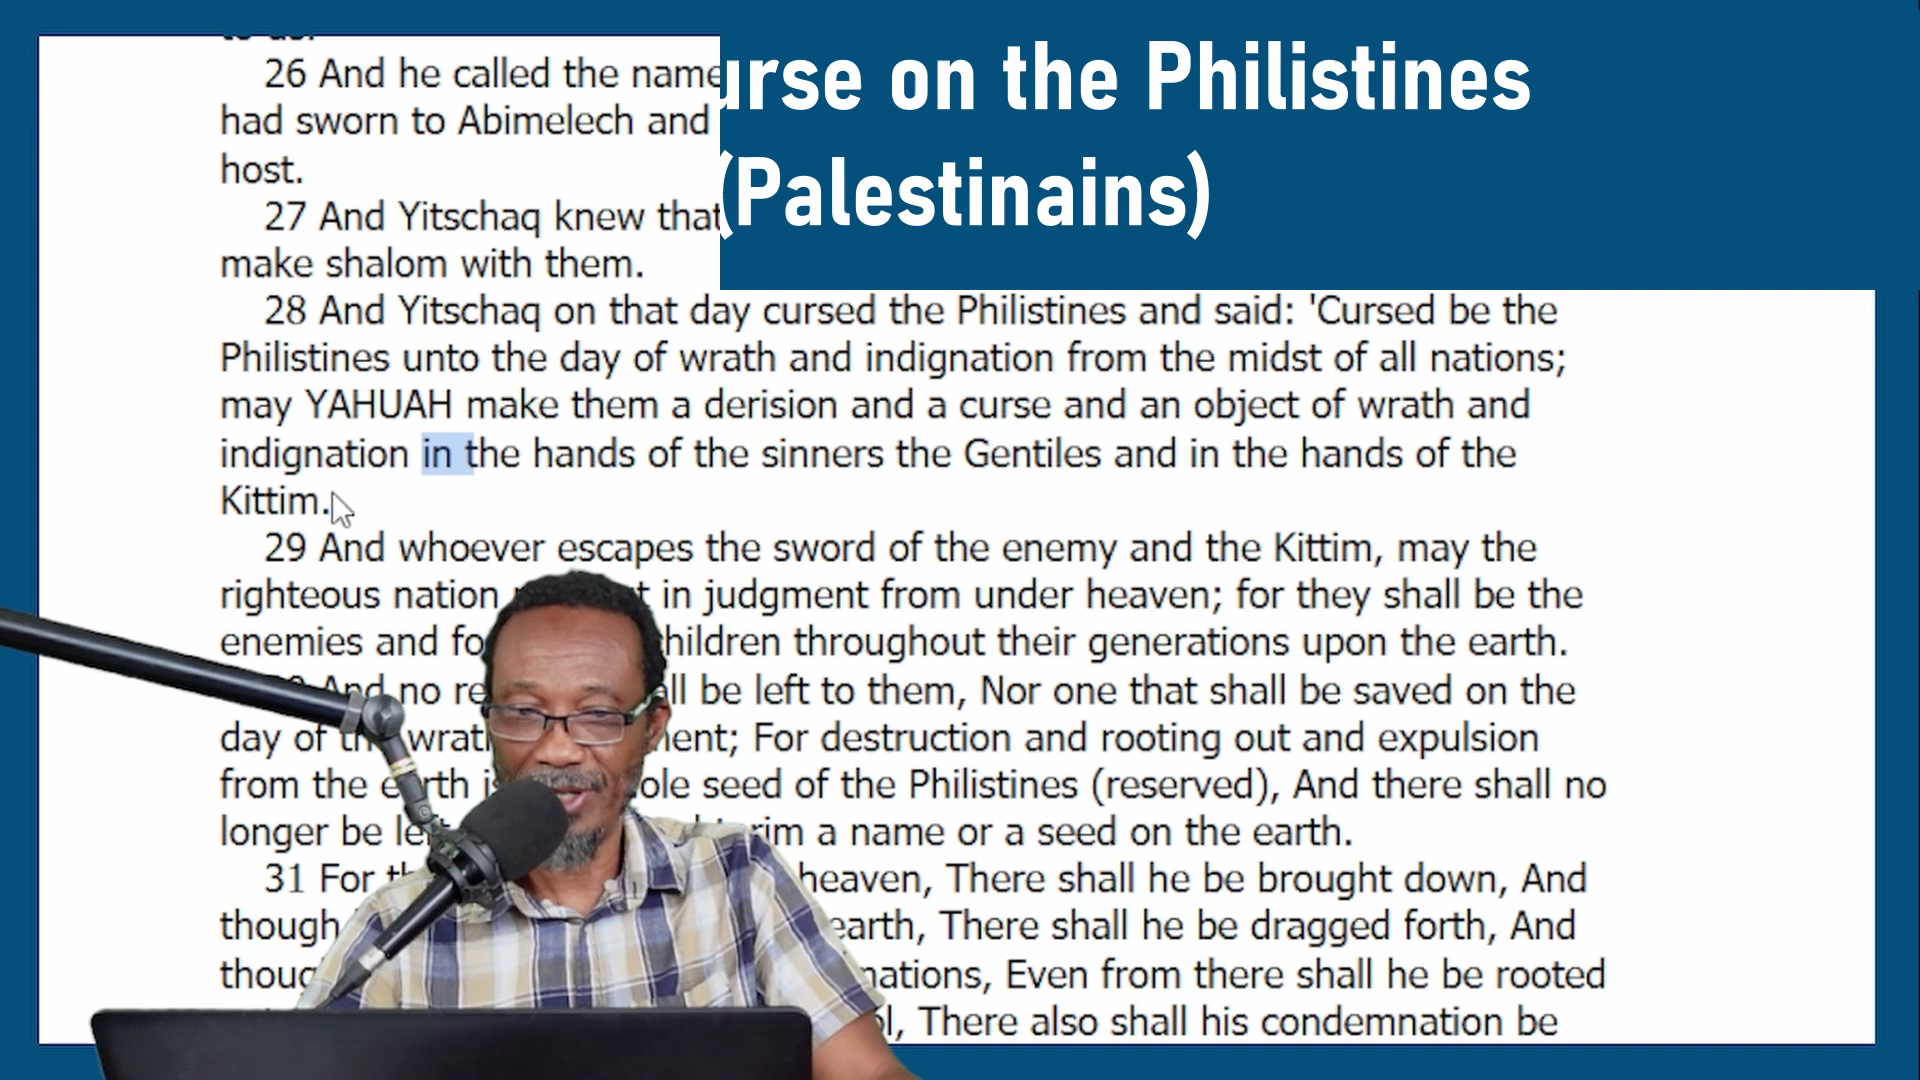 urse on the Philistines
(Palestinains)
26 And he called the name
had sworn to Abimelech and
host.
27 And Yitschaq knew that
make shalom with them.
28 And Yitschaq on that day cursed the Philistines and said: 'Cursed be the
Philistines unto the day of wrath and indignation from the midst of all nations;
may YAHUAH make them a derision and a curse and an object of wrath and
indignation in the hands of the sinners the Gentiles and in the hands of the
Kittim.
29 And whoever escapes the sword of the enemy and the Kittim, may the
righteous nation in judgment from under heaven; for they shall be the
enemies and children throughout their generations upon the earth.
And no be left to them, Nor one that shall be saved on the
day of For destruction and rooting out and expulsion
from the seed of the Philistines (reserved), And there shall no
longer be a name or a seed on the earth.
31 For heaven, There shall he be brought down, And
though earth, There shall he be dragged forth, And
nations, Even from there shall he be rooted
There also shall his condemnation be